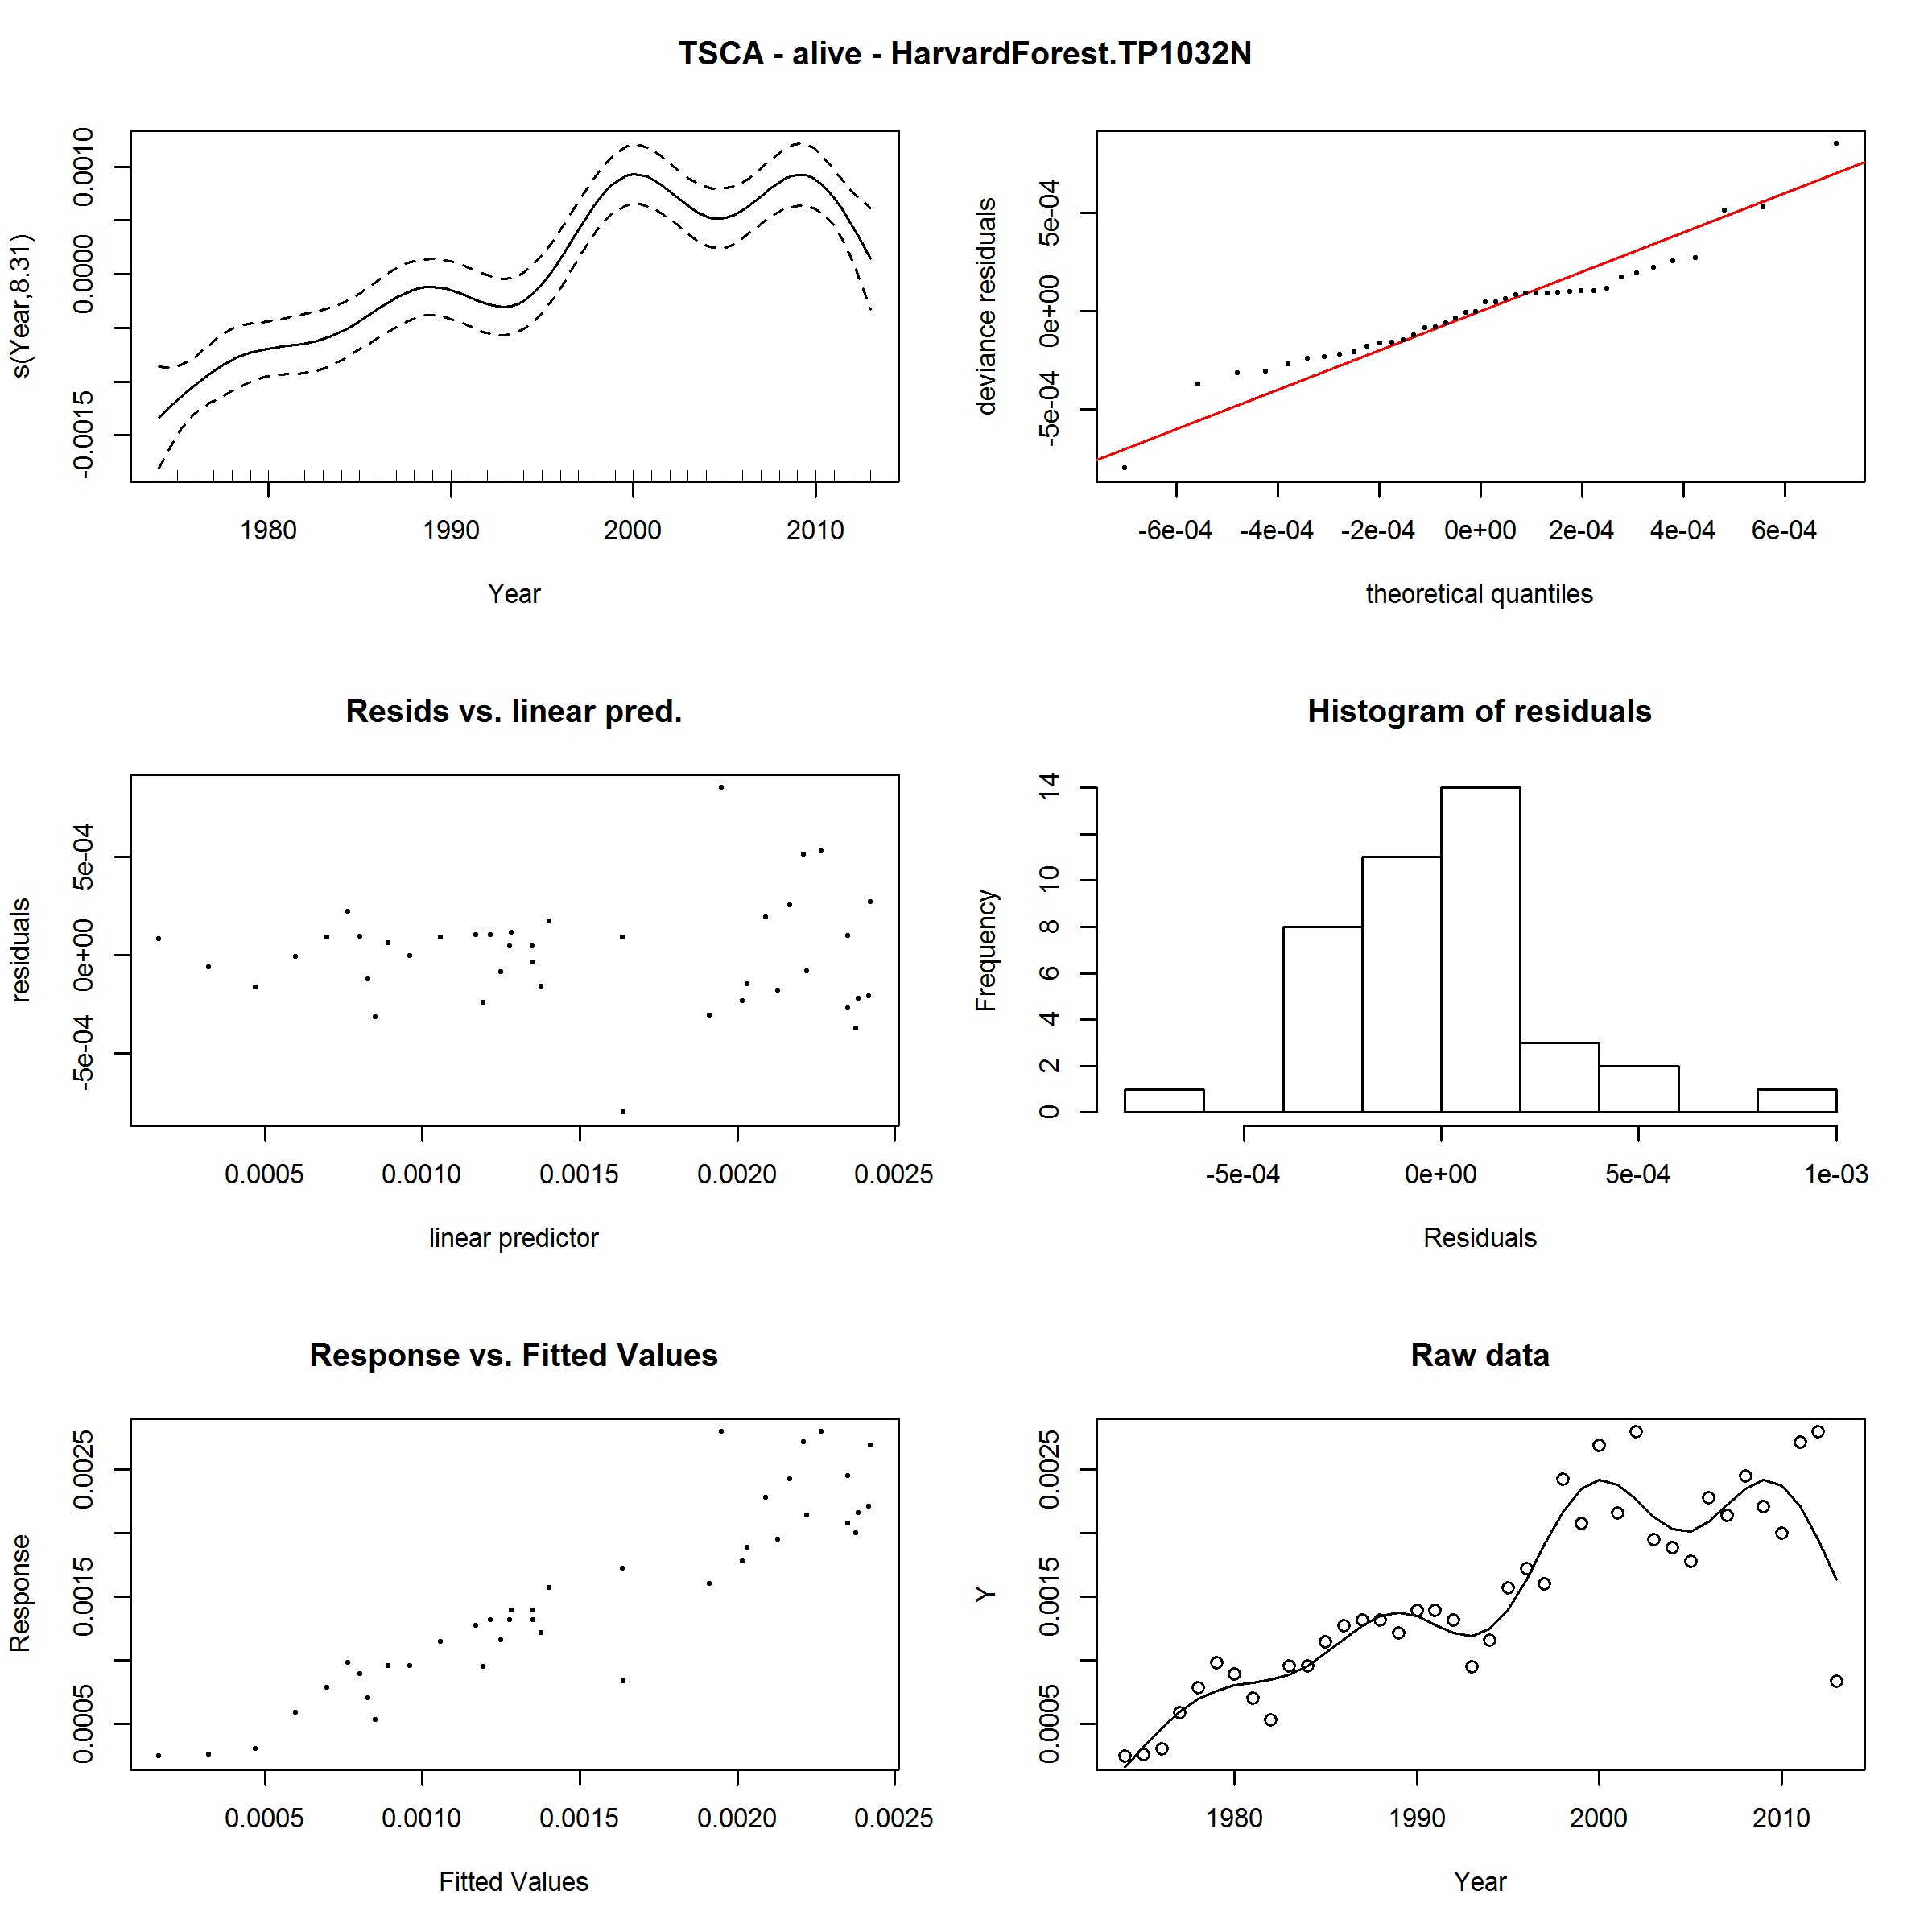 TSCA - alive - HarvardForest.TP1032N
s(Year,8.31)
0.0010
0.0000
-0.0015
1980 1990 2000 2010
Year
deviance residuals
5e-04
0e+00
-5e-04
-6e-04 -4e-04 -2e-04 0e+00 2e-04 4e-04 6e-04
theoretical quantiles
Resids vs. linear pred.
residuals
5e-04
0e+00
-5e-04
0.0005 0.0010 0.0015 0.0020 0.0025
linear predictor
Histogram of residuals
Frequency
14
10
8
6
4
2
0
-5e-04 0e+00 5e-04 1e-03
Residuals
Response vs. Fitted Values
Response
0.0025
0.0015
0.0005
0.0005 0.0010 0.0015 0.0020 0.0025
Fitted Values
Raw data
Y
0.0025
0.0015
0.0005
1980 1990 2000 2010
Year